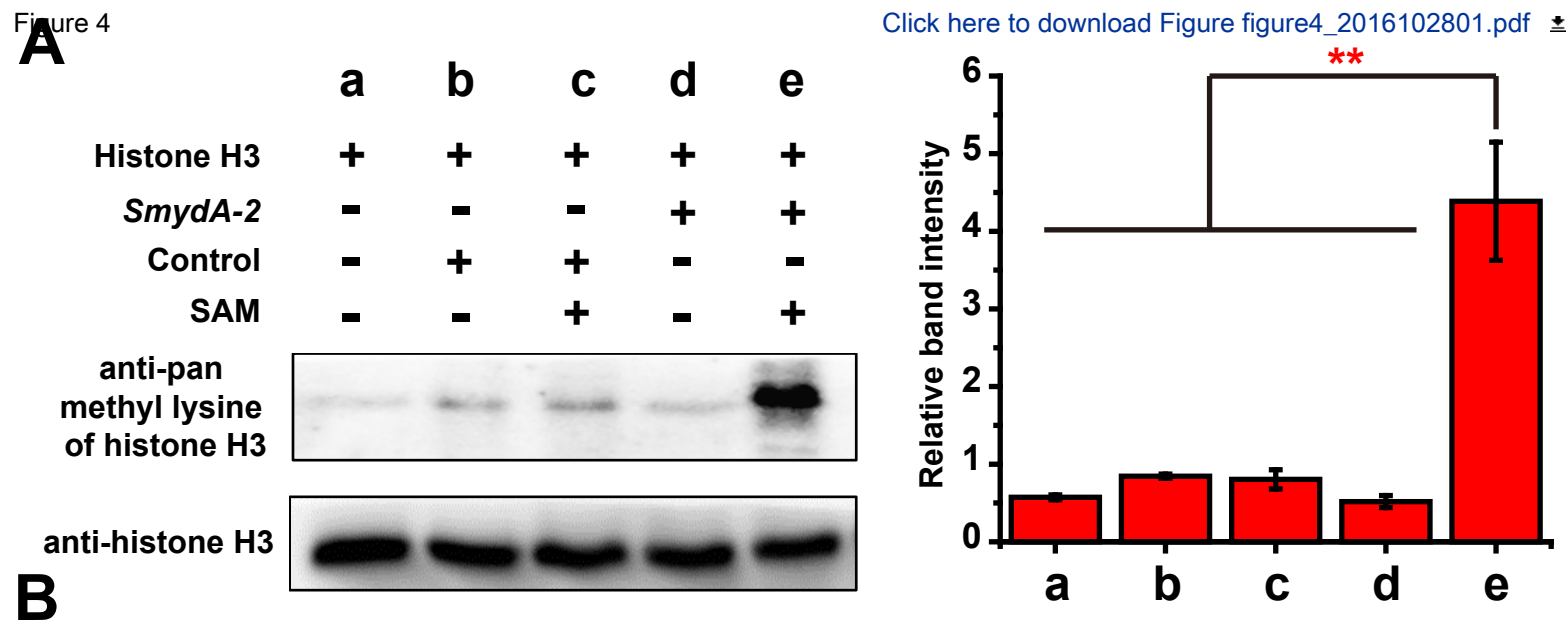 Figure 4
Click here to download Figure figure4_2016102801.pdf
A
a b c d e
Histone H3 + + + + +
SmydA-2 - - - + +
Control - + + - -
SAM - - + - +
anti-pan
methyl lysine
of histone H3
anti-histone H3
B
**
Relative band intensity
6
5
4
3
2
1
0
a b c d e